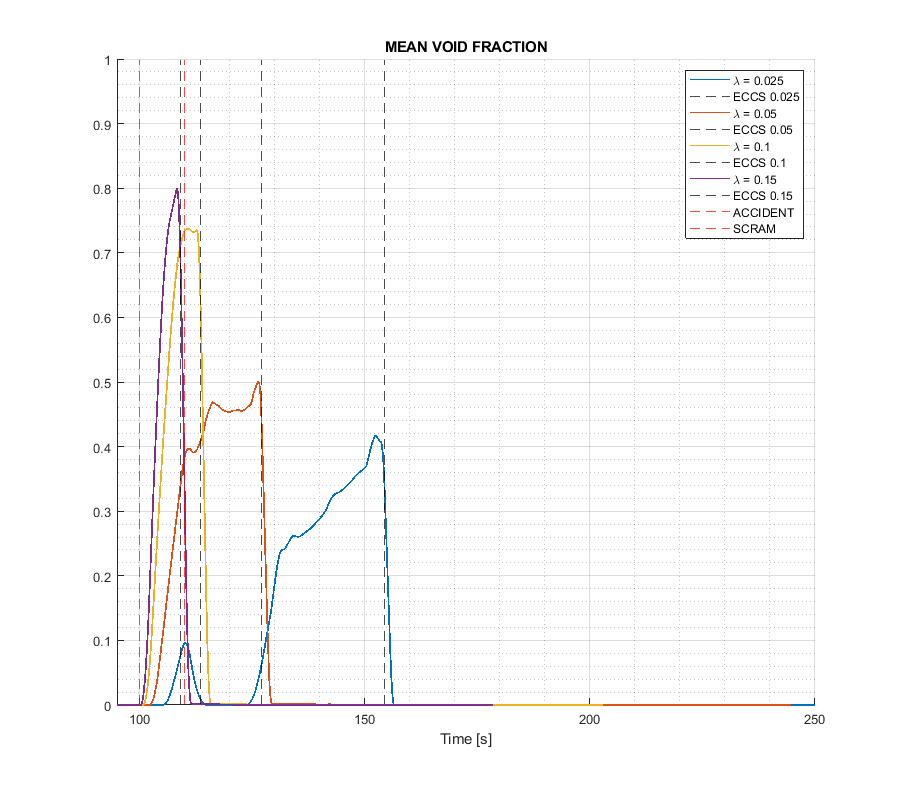 MEAN VOID FRACTION
1
0.9
0.8
0.7
0.6
0.5
0.4
0.3
0.2
0.1
0
100
150
200
250
Time [s]
λ = 0.025
ECCS 0.025
λ = 0.05
ECCS 0.05
λ = 0.1
ECCS 0.1
λ = 0.15
ECCS 0.15
ACCIDENT
SCRAM